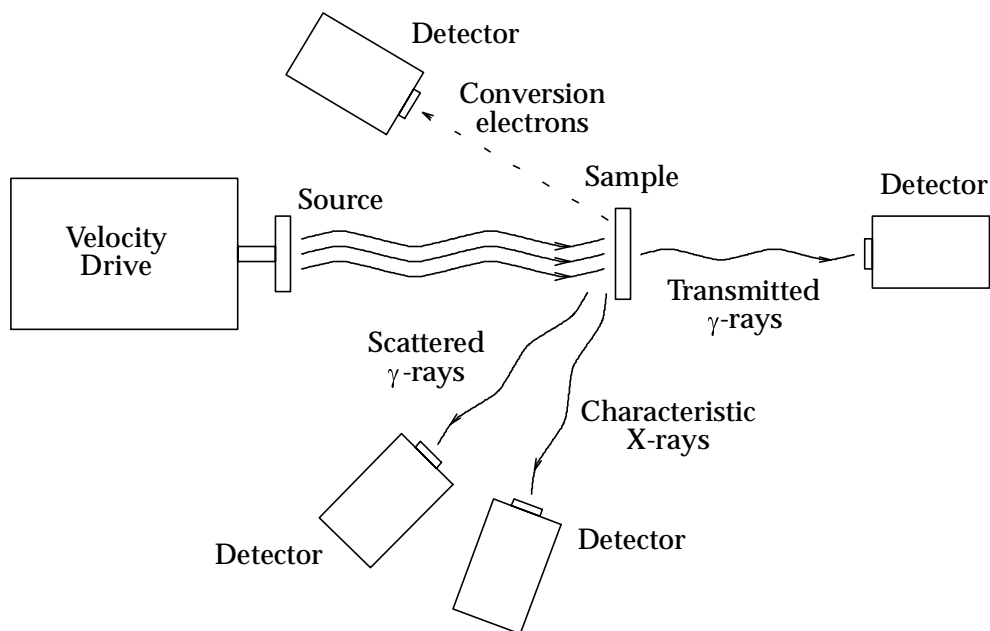 Detector
Conversion
electrons
Sample
Detector
Source
Velocity
Drive
Transmitted
γ-rays
Scattered
γ-rays
Characteristic
X-rays
Detector
Detector